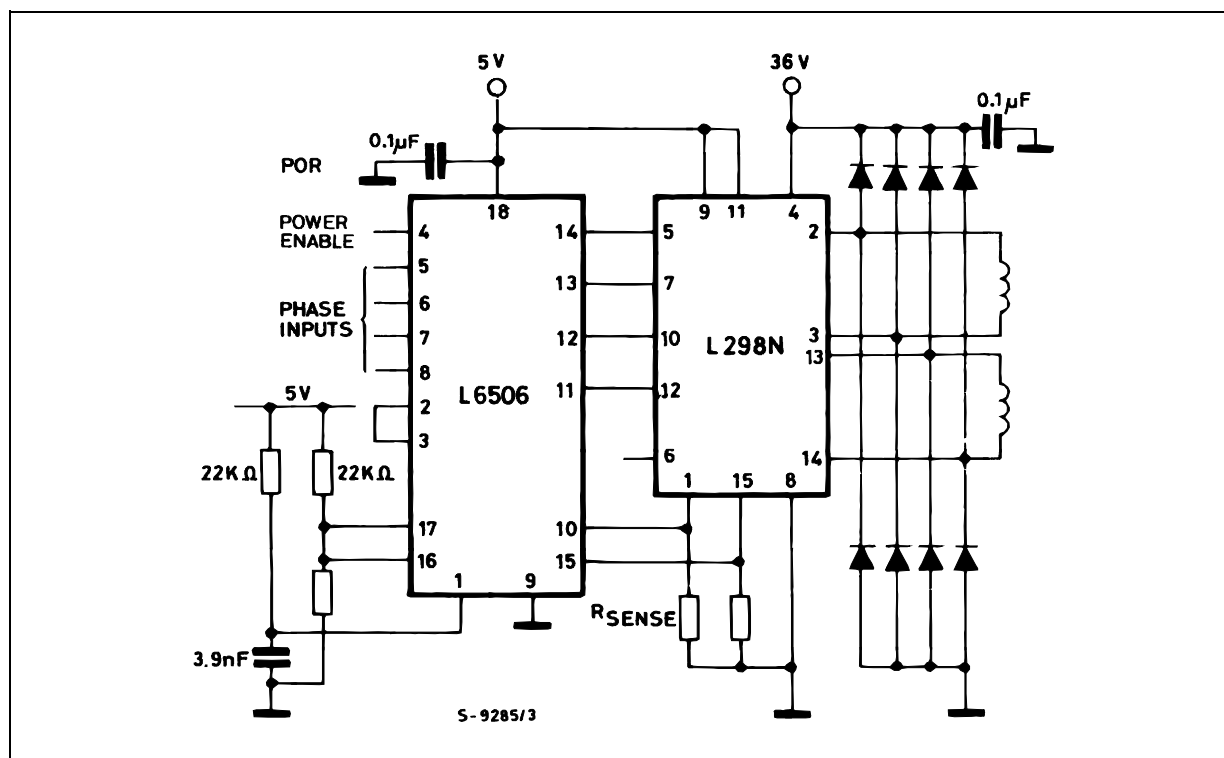 5V
36V
0.1µF
0.1µF
POR
18
9
11
4
POWER
ENABLE
4
14
5
2
5
13
7
PHASE
INPUTS
6
7
12
10
3
L298N
13
8
L6506
11
12
5V
2
3
6
14
22KΩ
22KΩ
1
15
8
17
10
16
15
1
9
RSENSE
3.9nF
S-9285/3